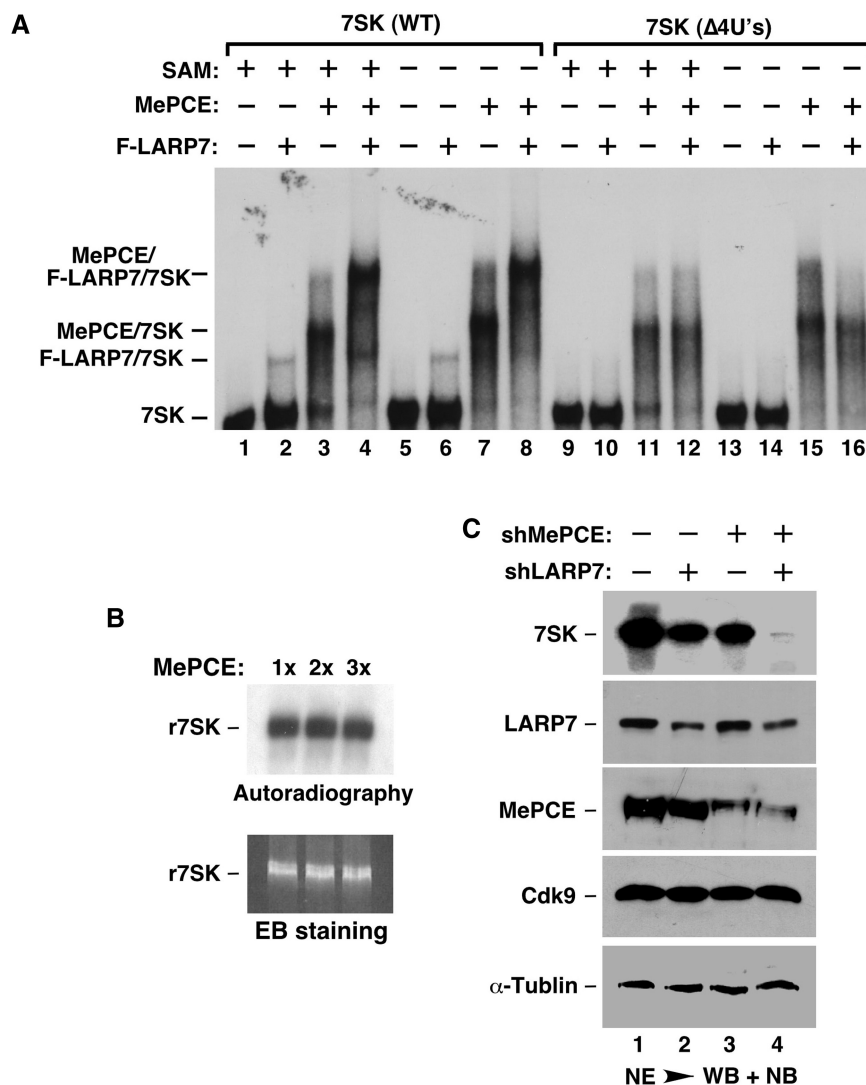 A
7SK (WT) 7SK (Δ4U's)
SAM: + + + + – – – – + + + + – – – –
MePCE: – – + + – – + + – – + + – – + +
F-LARP7: – + – + – + – + – + – + – + – +
MePCE/
F-LARP7/7SK –
MePCE/7SK –
F-LARP7/7SK –
7SK –
1 2 3 4 5 6 7 8 9 10 11 12 13 14 15 16
B
MePCE: 1x 2x 3x
r7SK –
Autoradiography
r7SK –
EB staining
C
shMePCE: – – + +
shLARP7: – + – +
7SK –
LARP7 –
MePCE –
Cdk9 –
α-Tublin –
1 2 3 4
NE ➤ WB + NB